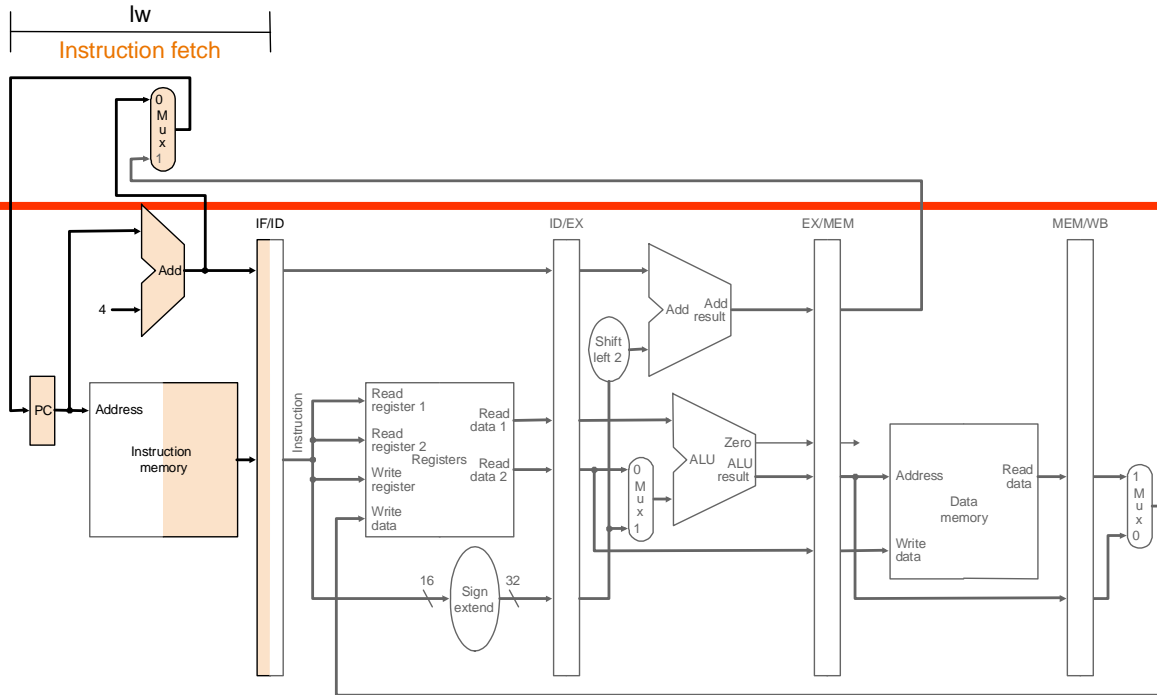 lw
Instruction fetch
0
M
u
x
1
IF/ID
ID/EX
EX/MEM
MEM/WB
Add
4
Add
Add
result
Shift
left 2
PC
Address
Instruction
memory
Instruction
Read
register 1
Read
register 2
Write
register
Write
data
Registers
Read
data 1
Read
data 2
0
M
u
x
1
Zero
ALU
ALU
result
Address
Write
data
Data
memory
Read
data
1
M
u
x
0
16
Sign
extend
32